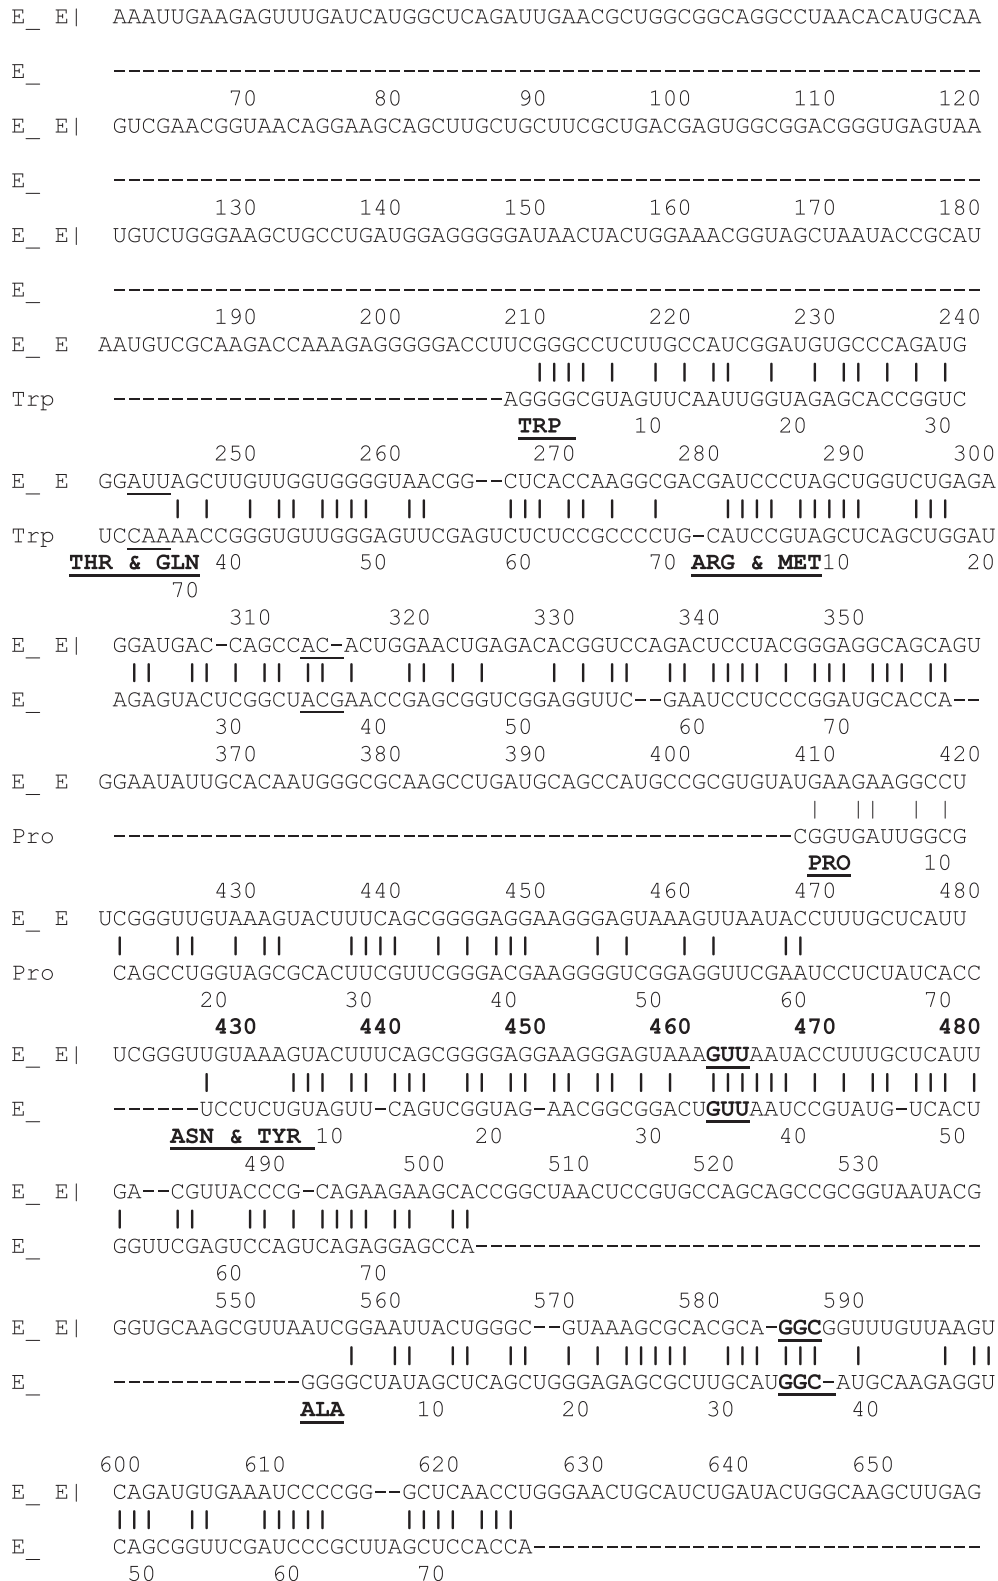 E_ E| AAAUUGAAGAGUUUGAUCAUGGCUCAGAUUGAACGCUGGCGGCAGGCCUAACACAUGCAA
E_ ------------------------------------------------------------
70 80 90 100 110 120
E_ E| GUCGAACGGUAACAGGAAGCAGCUUGCUGCUUCGCUGACGAGUGGCGGACGGGUGAGUAA
E_ ------------------------------------------------------------
130 140 150 160 170 180
E_ E| UGUCUGGGAAGCUGCCUGAUGGAGGGGGAUAACUACUGGAAACGGUAGCUAAUACCGCAU
E_ ------------------------------------------------------------
190 200 212 220 230 240
E_ E AAUGUCGCAAGACCAAAGAGGGGGACCUUCGGGCCUCUUGCCAUCGGAUGUGCCCAGAUG
| | | | | | | | | | | | | | | | |
Trp ---------------------------AGGGGCGUAGUUCAAUUGGUAGAGCACCGGUC
TRP 10 20 30
250 260 270 280 290 300
E_ E GGAUUAGCUUGUUGGUGGGGUAACGG--CUCACCAAGGCGACGAUCCCUAGCUGGUCUGAGA
| | | | | | | | | | | | | | | | | | | | | | | | | | | | |
Trp UCCAAAACCGGGUGUUGGGAGUUCGAGUCUCUCCGCCCCUG-CAUCCGUAGCUCAGCUGGAU
THR & GLN 40 50 60 70 ARG & MET 10 20
70
310 320 330 340 350
E_ E| GGAUGAC-CAGCCAC-ACUGGAACUGAGACACGGUCCAGACUCCUACGGGAGGCAGCAGU
| | | | | | | | | | | | | | | | | | | | | | | | | | | | | | | |
E_ AGAGUACUCGGCUACGAACCGAGCGGUCGGAGGUUC--GAAUCCUCCCGGAUGCACCA--
30 40 50 60 70
370 380 390 400 410 420
E_ E GGAAUAUUGCACAAUGGGCGCAAGCCUGAUGCAGCCAUGCCGCGUGUAUGAAGAAGGCCU
| | | | |
Pro -----------------------------------------------CGGUGAUUGGCG
PRO 10
430 440 450 460 470 480
E_ E UCGGGUUGUAAAGUACUUUCAGCGGGGAGGAAGGGAGUAAAGUUAAUACCUUUGCUCAUU
| | | | | | | | | | | | | | | | | | | |
Pro CAGCCUGGUAGCGCACUUCGUUCGGGACGAAGGGGUCGGAGGUUCGAAUCCUCUAUCACC
20 30 40 50 60 70
430 440 450 460 470 480
E_ E| UCGGGUUGUAAAGUACUUUCAGCGGGGAGGAAGGGAGUAAAGUUAAUACCUUUGCUCAUU
| | | | | | | | | | | | | | | | | | | | | | | | | | | | | | | |
E_ ------UCCUCUGUAGUU-CAGUCGGUAG-AACGGCGGACUGUUAAUCCGUAUG-UCACU
ASN & TYR 10 20 30 40 50
490 500 510 520 530
E_ E| GA--CGUUACCCG-CAGAAGAAGCACCGGCUAACUCCGUGCCAGCAGCCGCGGUAAUACG
| | | | | | | | | | | | | |
E_ GGUUCGAGUCCAGUCAGAGGAGCCA-----------------------------------
60 70
550 560 570 580 590
E_ E| GGUGCAAGCGUUAAUCGGAAUUACUGGGC--GUAAAGCGCACGCA-GGCGGUUUGUUAAGU
| | | | | | | | | | | | | | | | | | | | | | | |
E_ -------------GGGGCUAUAGCUCAGCUGGGAGAGCGCUUGCAUGGC-AUGCAAGAGGU
ALA 10 20 30 40
600 610 620 630 640 650
E_ E| CAGAUGUGAAAUCCCCGG--GCUCAACCUGGGAACUGCAUCUGAUACUGGCAAGCUUGAG
| | | | | | | | | | | | | | | | |
E_ CAGCGGUUCGAUCCCGCUUAGCUCCACCA-------------------------------
50 60 70